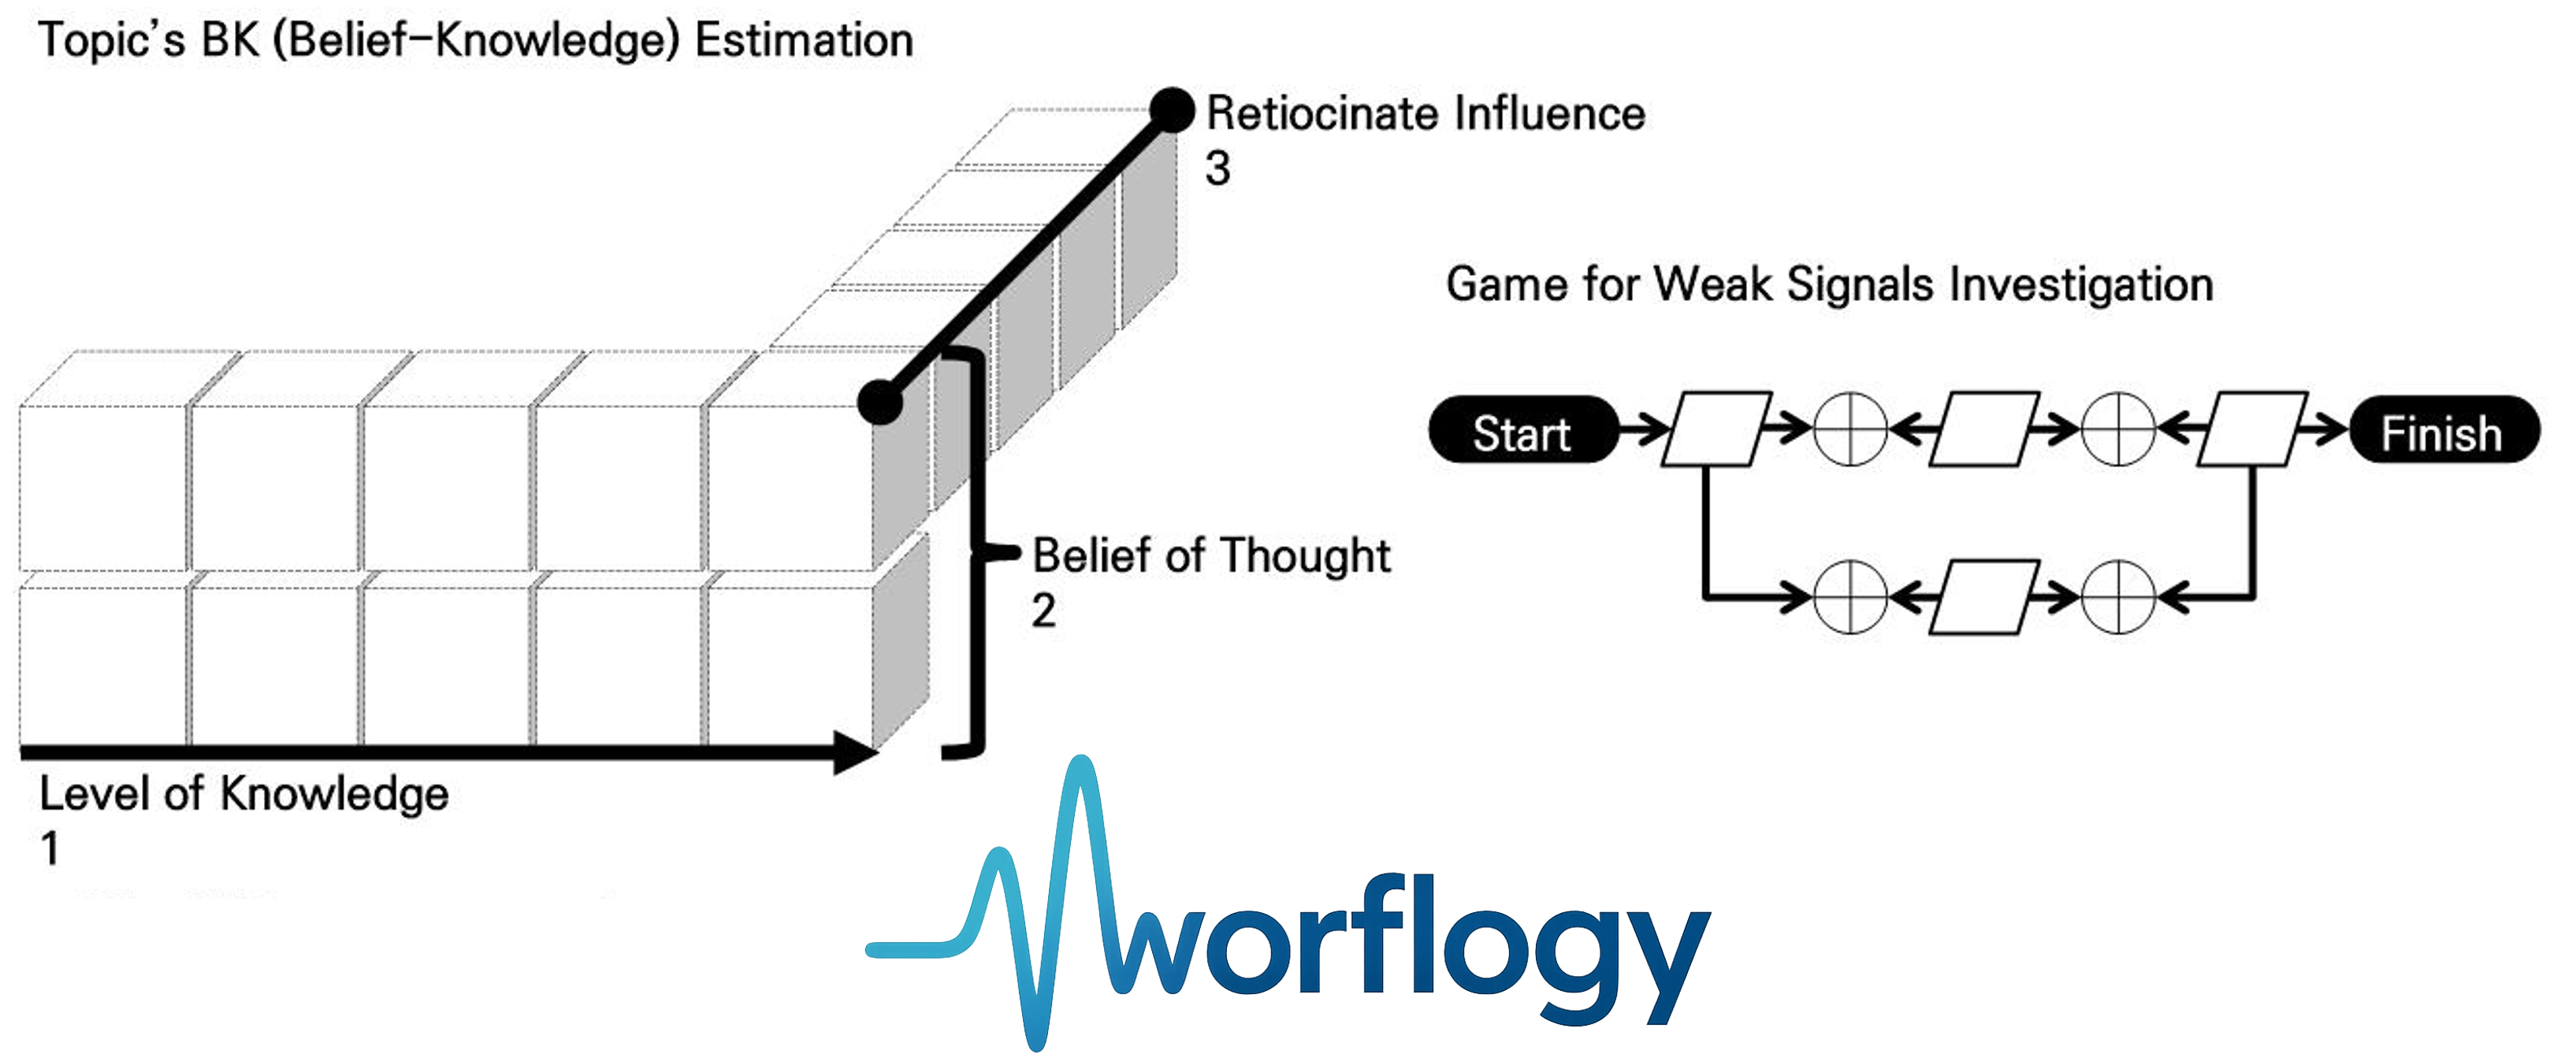 Topic's BK (Belief-Knowledge) Estimation
Retiocinate Influence
3
Game for Weak Signals Investigation
Start
Finish
Belief of Thought
2
Level of Knowledge
1
worflogy